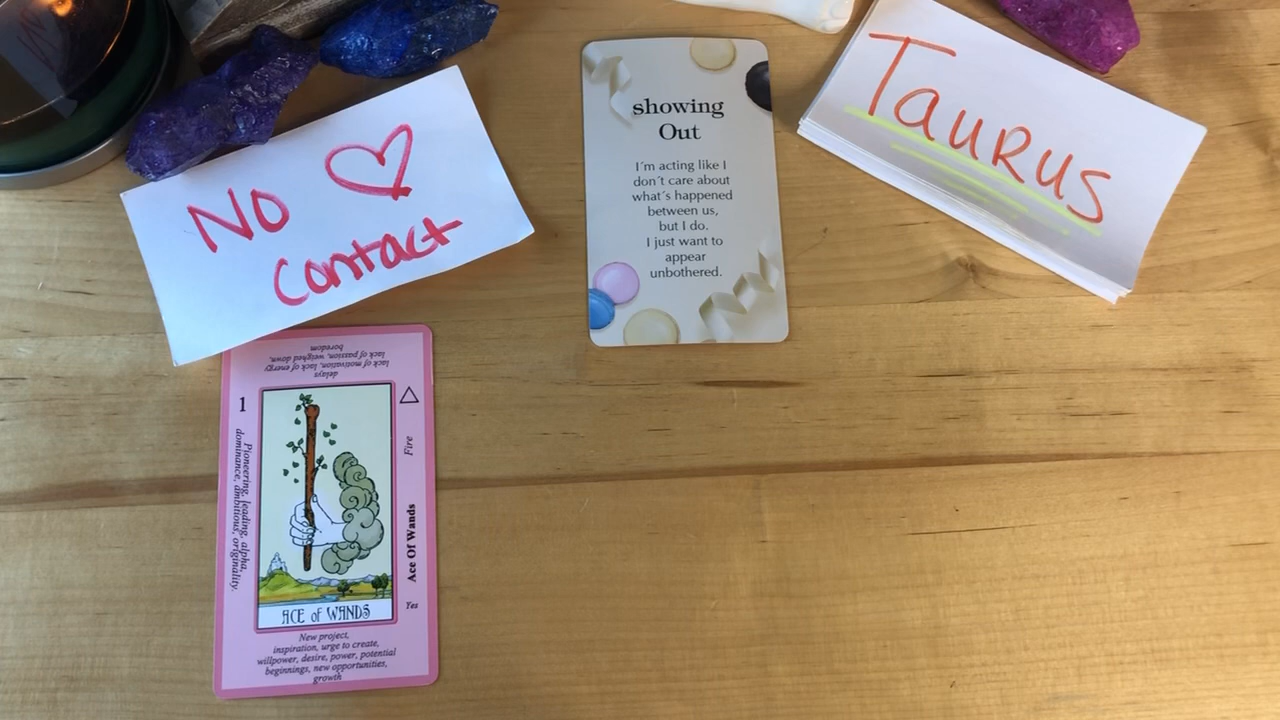 No
Contact
showing
Out
I´m acting like I
don´t care about
what´s happened
between us,
but I do.
I just want to
appear
unbothered.
Taurus
delays
lack of motivation, lack of energy
lack of passion, weighed down,
boredom
1
Pioneering, leading, alpha,
dominance, ambitious, originality.
Fire
Ace Of Wands
Yes
ACE of WANDS
New project,
inspiration, urge to create,
willpower, desire, power, potential
beginnings, new opportunities,
growth